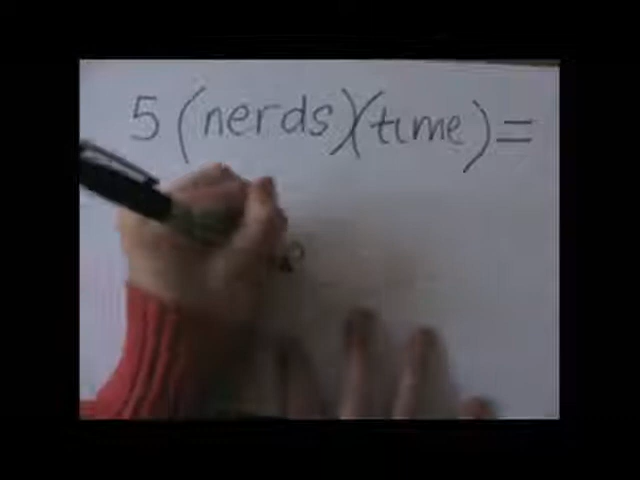 5 (nerds)(time) =